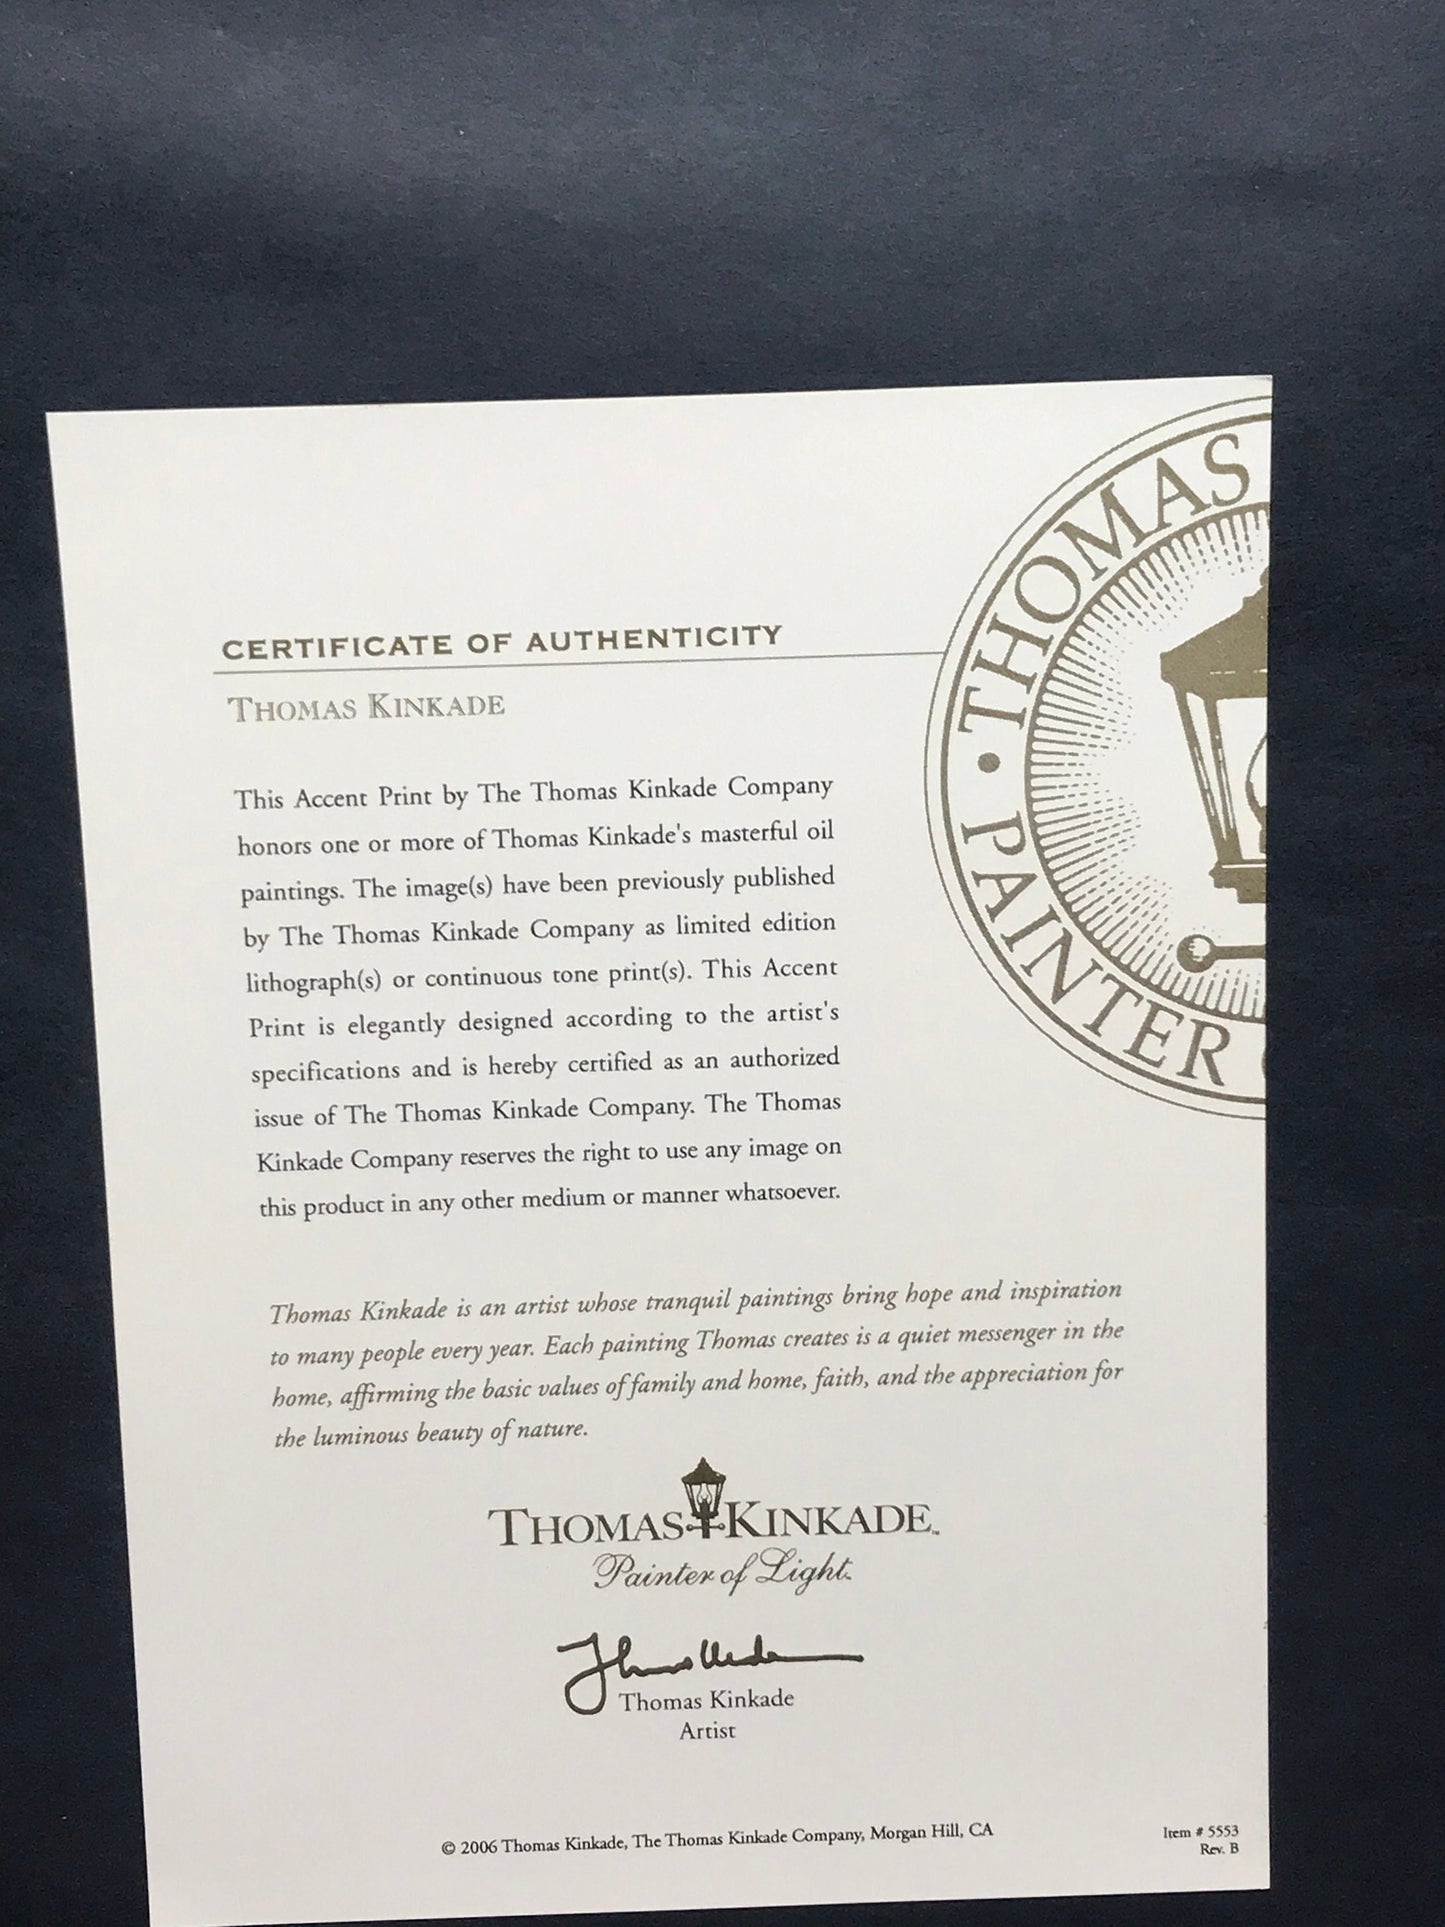 THOMAS
• PAINTER
CERTIFICATE OF AUTHENTICITY
THOMAS KINKADE
This Accent Print by The Thomas Kinkade Company
honors one or more of Thomas Kinkade's masterful oil
paintings. The image(s) have been previously published
by The Thomas Kinkade Company as limited edition
lithograph(s) or continuous tone print(s). This Accent
Print is elegantly designed according to the artist's
specifications and is hereby certified as an authorized
issue of The Thomas Kinkade Company. The Thomas
Kinkade Company reserves the right to use any image on
this product in any other medium or manner whatsoever.
Thomas Kinkade is an artist whose tranquil paintings bring hope and inspiration
to many people every year. Each painting Thomas creates is a quiet messenger in the
home, affirming the basic values of family and home, faith, and the appreciation for
the luminous beauty of nature.
THOMAS KINKADE™
Painter of Light™
Thomas Kinkade
Artist
© 2006 Thomas Kinkade, The Thomas Kinkade Company, Morgan Hill, CA
Item # 5553
Rev. B